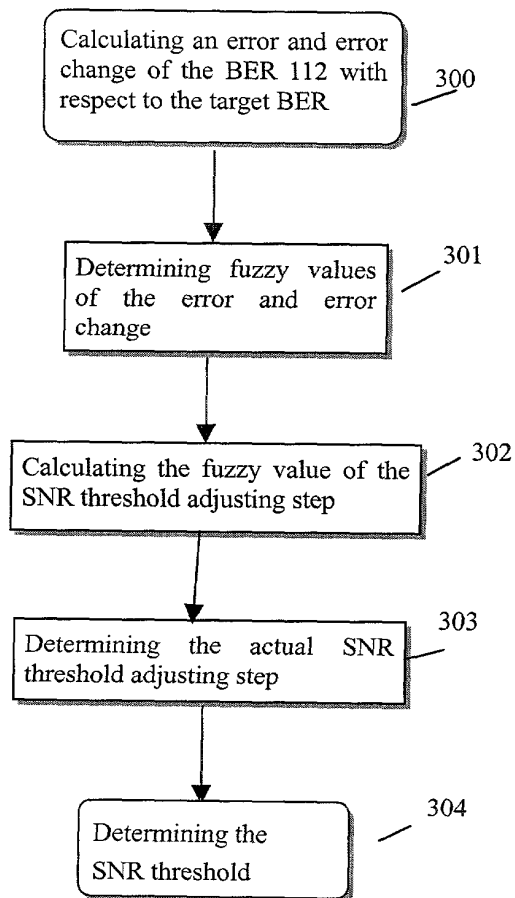 Calculating an error and error
change of the BER 112 with
respect to the target BER
300
Determining fuzzy values
of the error and error
change
301
Calculating the fuzzy value of the
SNR threshold adjusting step
302
Determining the actual SNR
threshold adjusting step
303
Determining the
SNR threshold
304